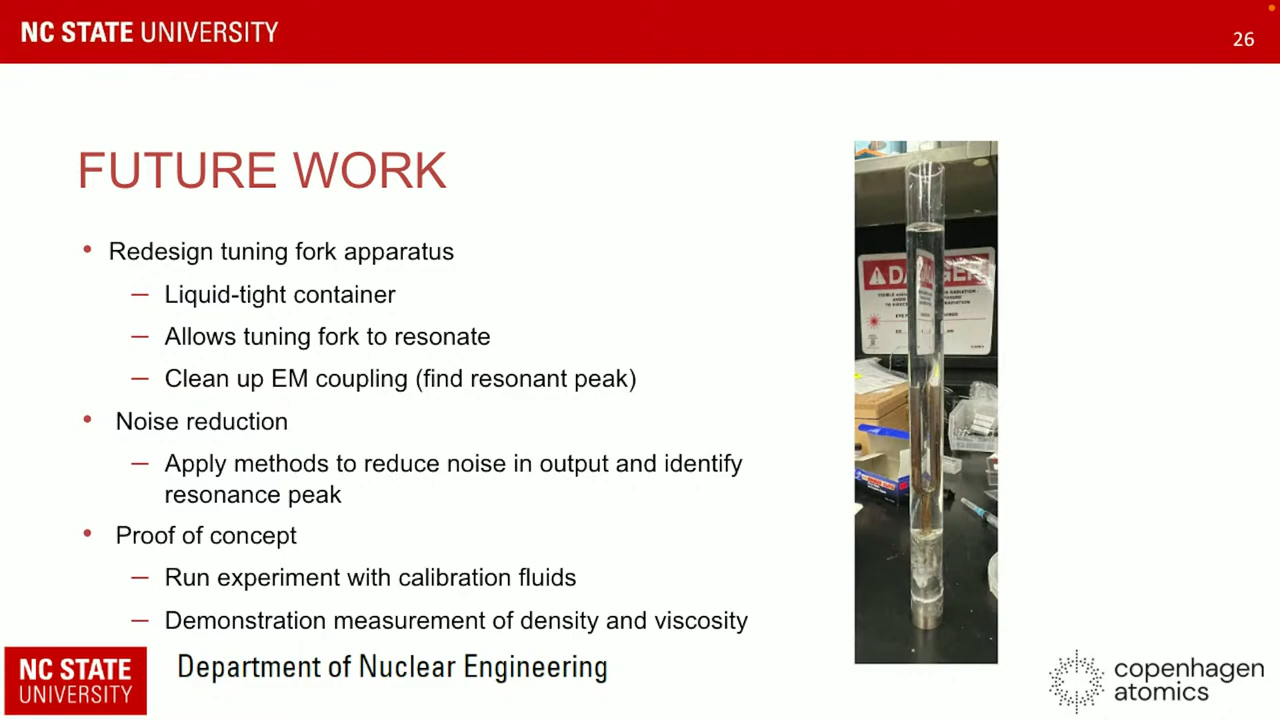 NC STATE UNIVERSITY
26
FUTURE WORK
• Redesign tuning fork apparatus
— Liquid-tight container
— Allows tuning fork to resonate
— Clean up EM coupling (find resonant peak)
• Noise reduction
— Apply methods to reduce noise in output and identify
resonance peak
• Proof of concept
— Run experiment with calibration fluids
— Demonstration measurement of density and viscosity
DANGER
NC STATE
UNIVERSITY
Department of Nuclear Engineering
copenhagen
atomics